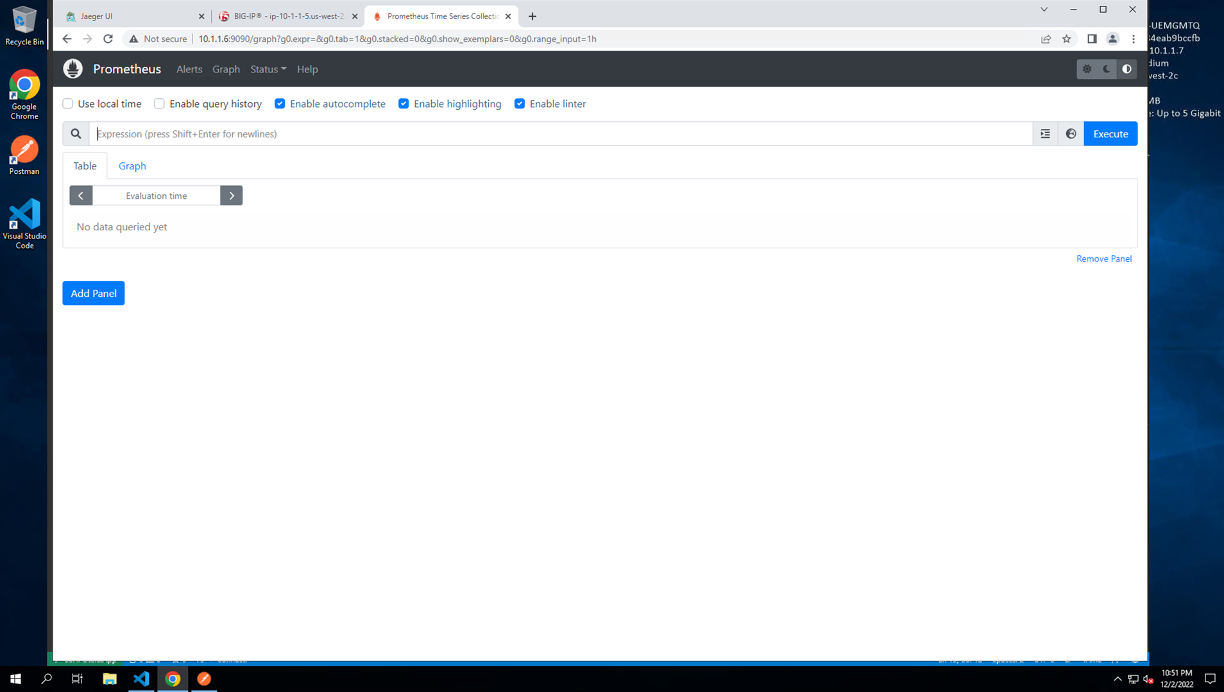 Jaeger UI
BIG-IP® - ip-10-1-1-5.us-west-2.
Prometheus Time Series Collectio
Not secure
10.1.1.6:9090/graph?g0.expr=&g0.tab=1&g0.stacked=0&g0.show_exemplars=0&g0.range_input=1h
Prometheus
Alerts
Graph
Status
Help
Use local time
Enable query history
Enable autocomplete
Enable highlighting
Enable linter
Expression (press Shift+Enter for newlines)
Execute
Table
Graph
Evaluation time
No data queried yet
Remove Panel
Add Panel
Recycle Bin
Google
Chrome
Postman
Visual Studio
Code
-UEMGMTQ
4eab9bccfb
10.1.1.7
dium
west-2c
MB
e: Up to 5 Gigabit
10:51 PM
12/2/2022